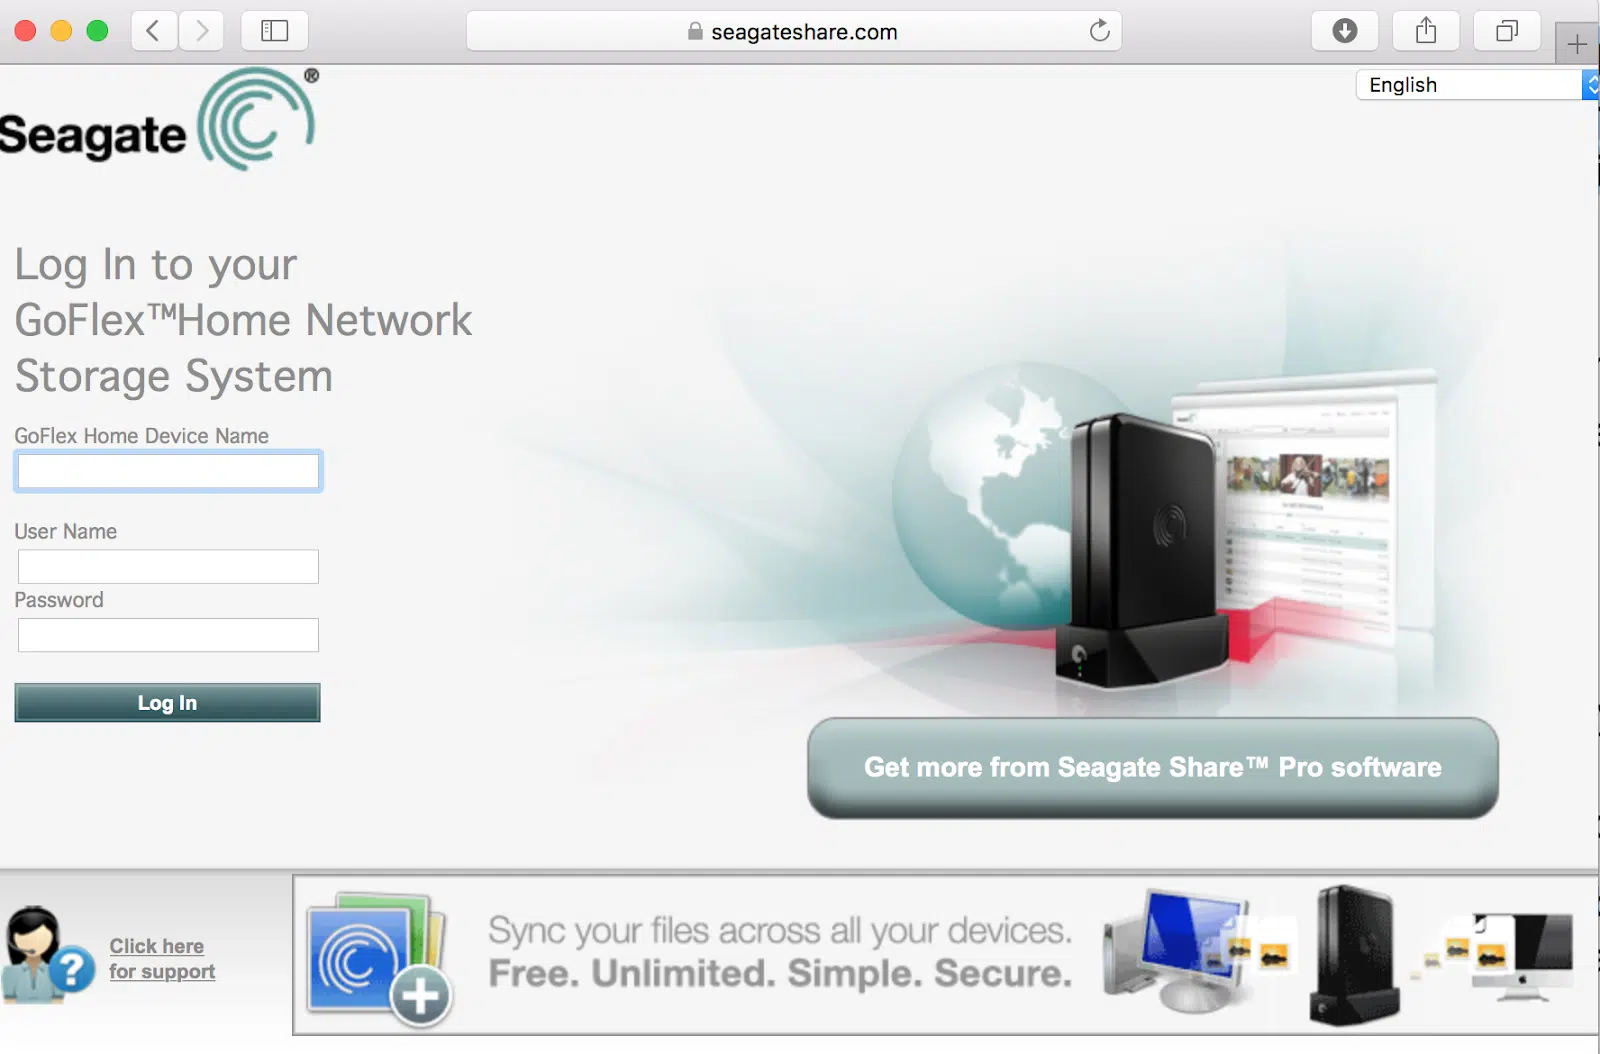 seagateshare.com
English
Seagate®
Log In to your
GoFlex™Home Network
Storage System
GoFlex Home Device Name
User Name
Password
Log In
Get more from Seagate Share™ Pro software
Click here
for support
Sync your files across all your devices.
Free. Unlimited. Simple. Secure.